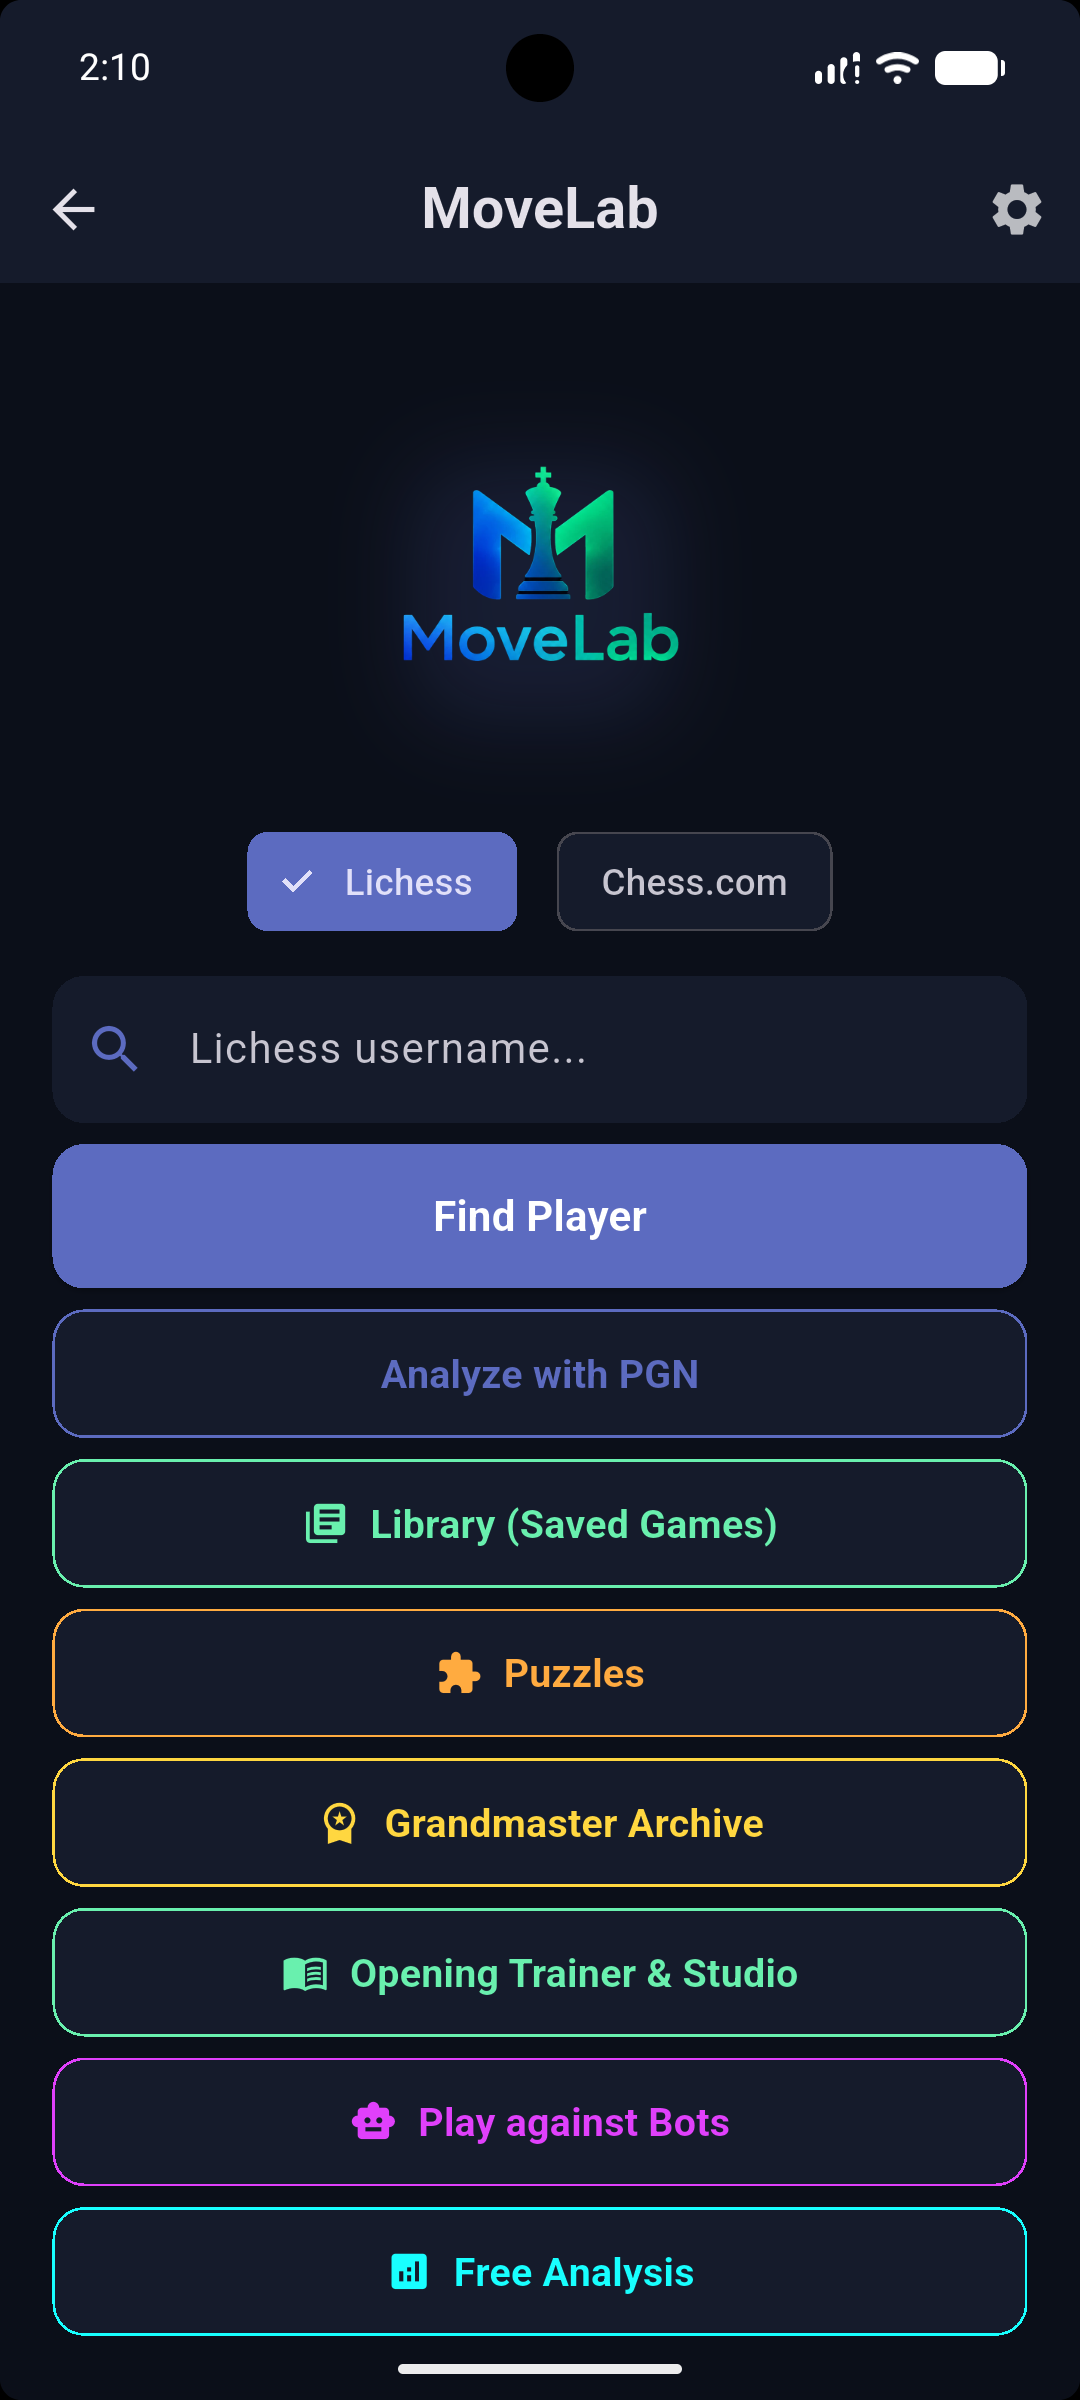 2:10
MoveLab
MoveLab
Lichess
Chess.com
Lichess username...
Find Player
Analyze with PGN
Library (Saved Games)
Puzzles
Grandmaster Archive
Opening Trainer & Studio
Play against Bots
Free Analysis